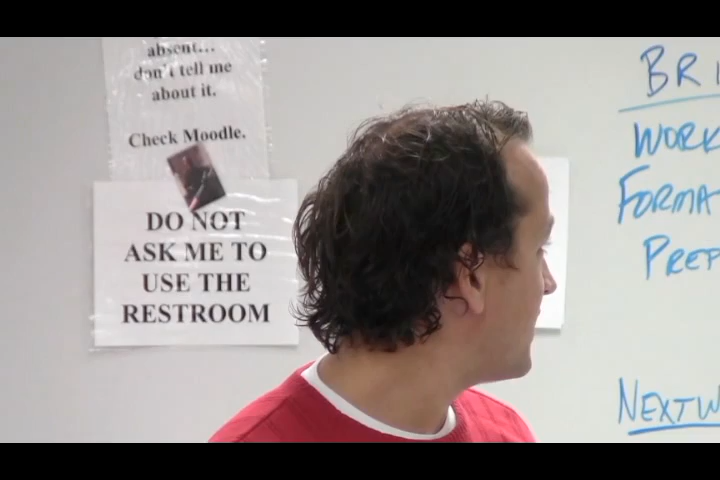 absent...
don't tell me
about it.
Check Moodle.
DO NOT
ASK ME TO
USE THE
RESTROOM
BRI
WORK
FORMA
PREP
NEXT W